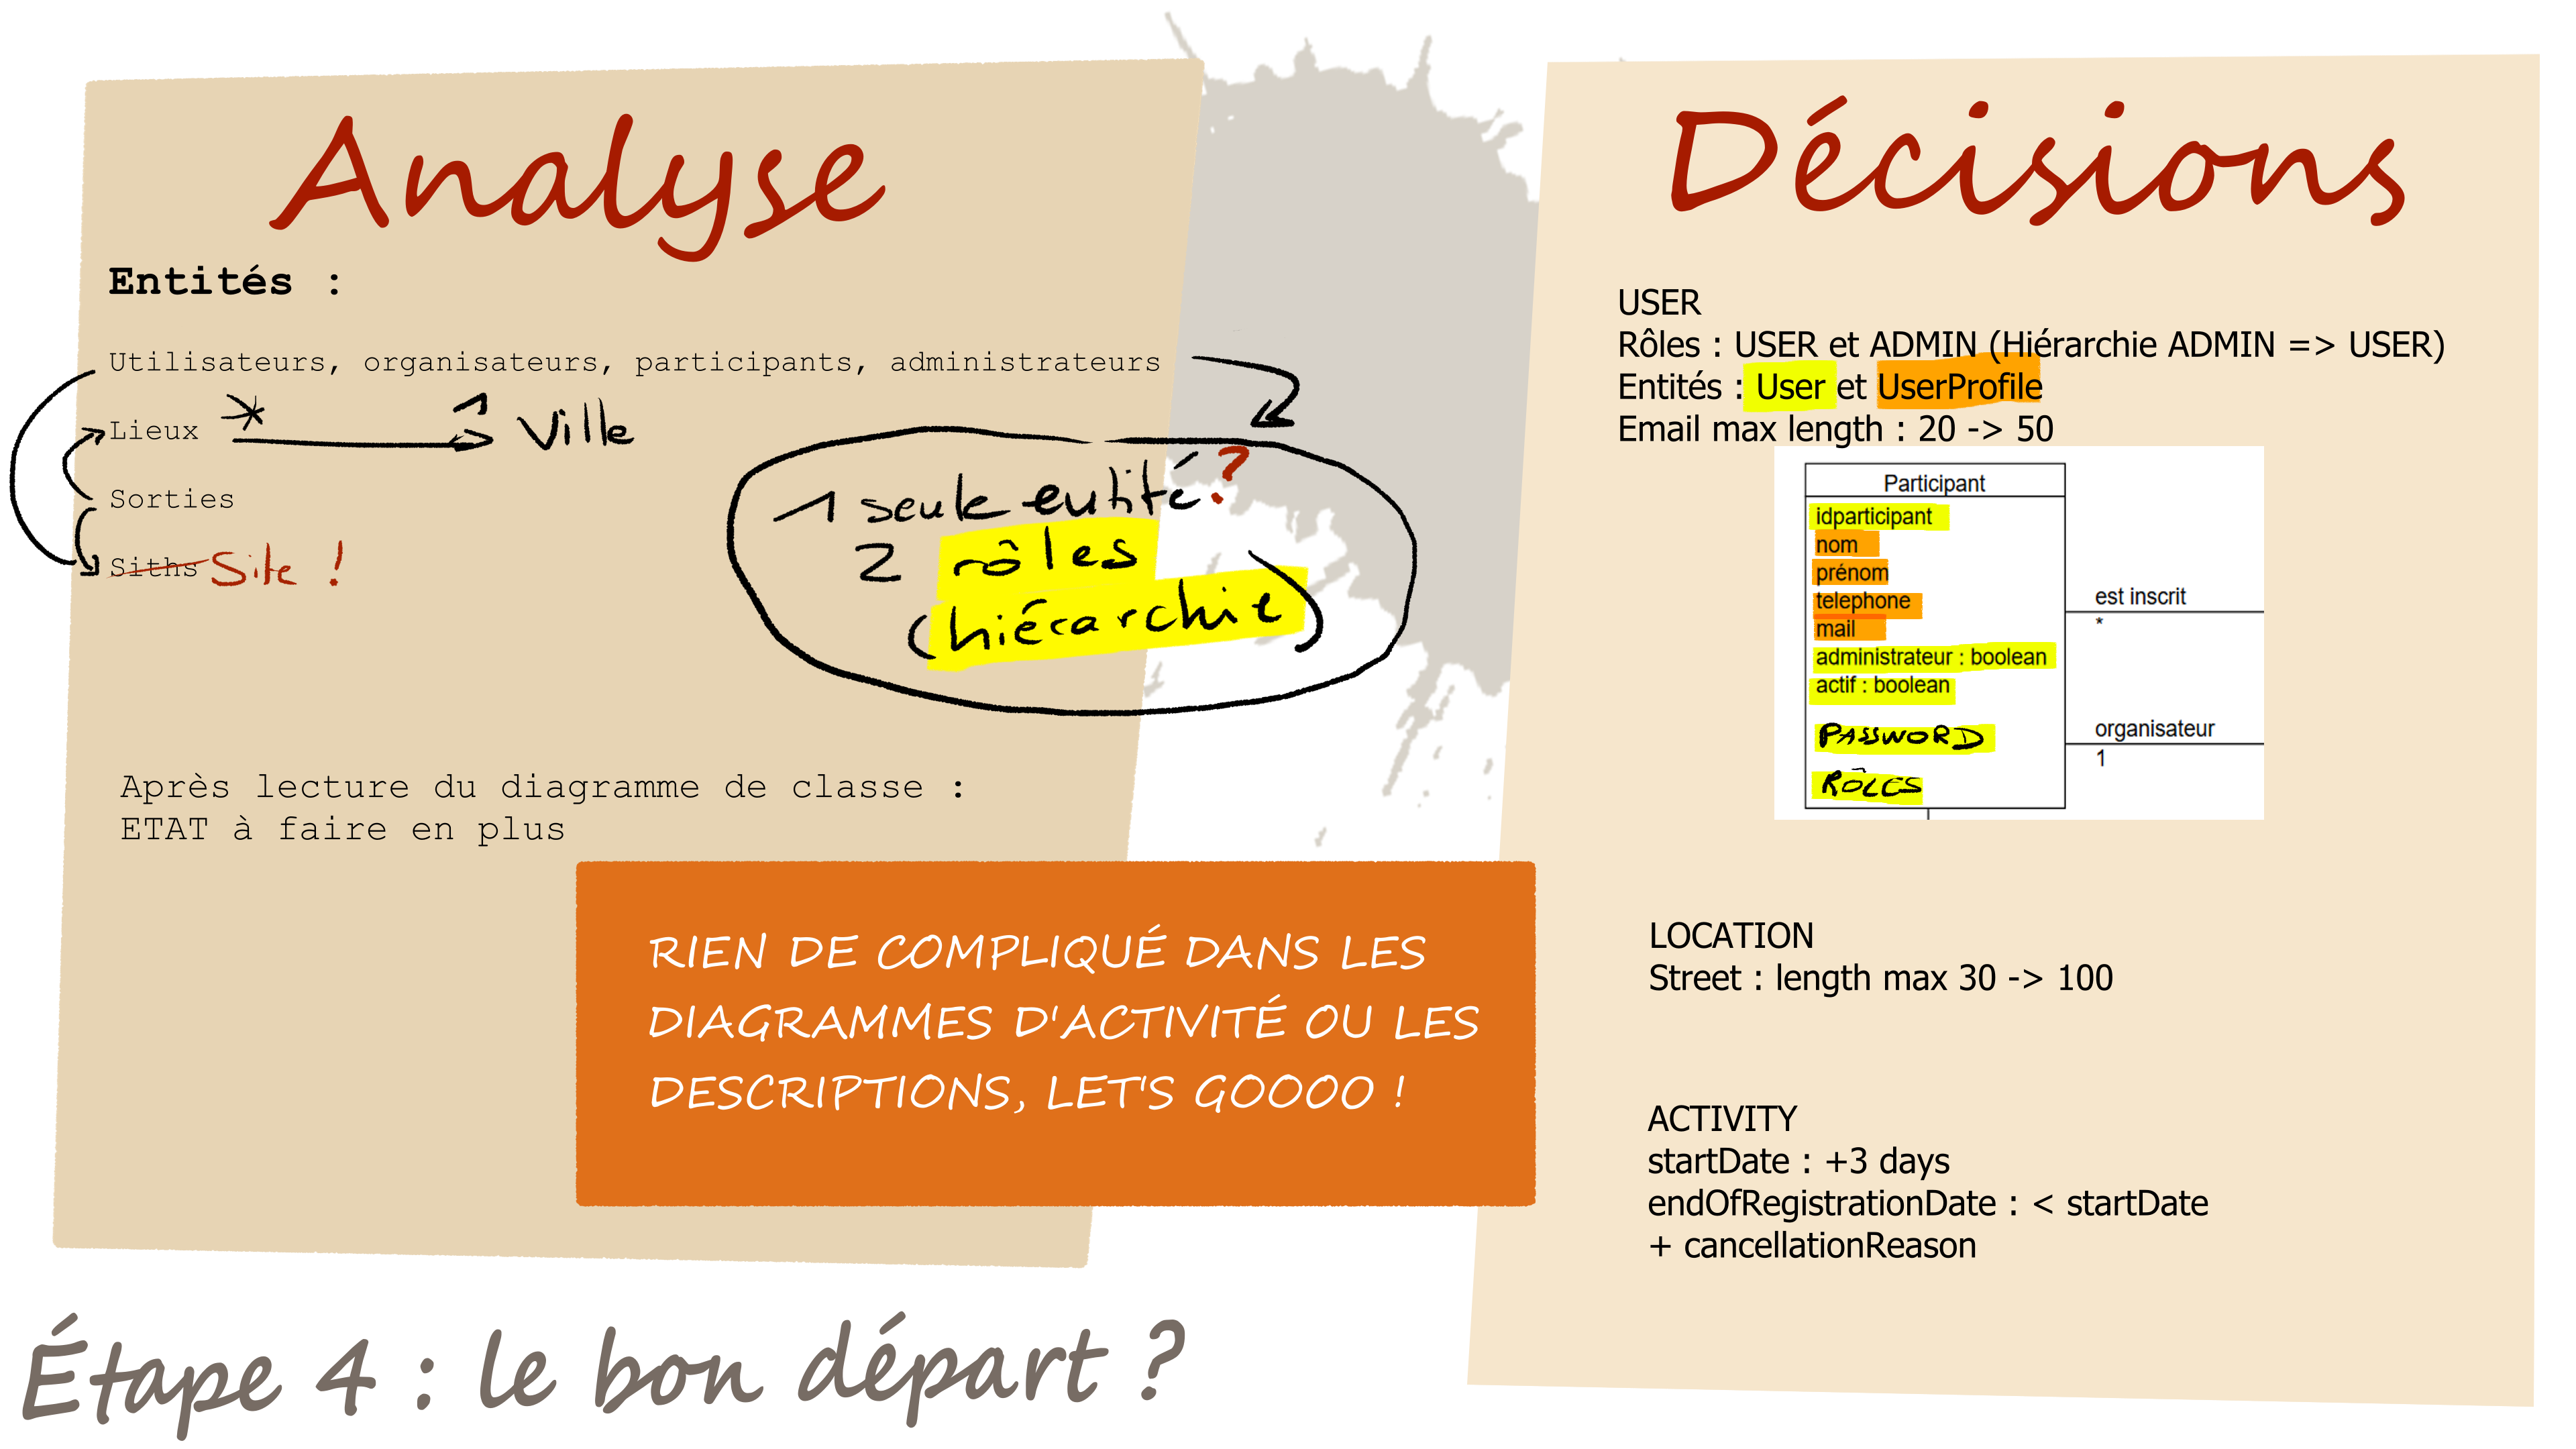 Analyse
Entités :
Utilisateurs, organisateurs, participants, administrateurs
Lieux * 1 Ville
Sorties
Siths Site !
1 seule entité ?
2 rôles
(hiérarchie)
Après lecture du diagramme de classe :
ETAT à faire en plus
RIEN DE COMPLIQUÉ DANS LES
DIAGRAMMES D'ACTIVITÉ OU LES
DESCRIPTIONS, LET'S GOOOO !
Étape 4 : le bon départ ?
Décisions
USER
Rôles : USER et ADMIN (Hiérarchie ADMIN => USER)
Entités : User et UserProfile
Email max length : 20 -> 50
Participant
idparticipant
nom
prénom
telephone
mail
administrateur : boolean
actif : boolean
PASSWORD
RÔLES
est inscrit
*
organisateur
1
LOCATION
Street : length max 30 -> 100
ACTIVITY
startDate : +3 days
endOfRegistrationDate : < startDate
+ cancellationReason